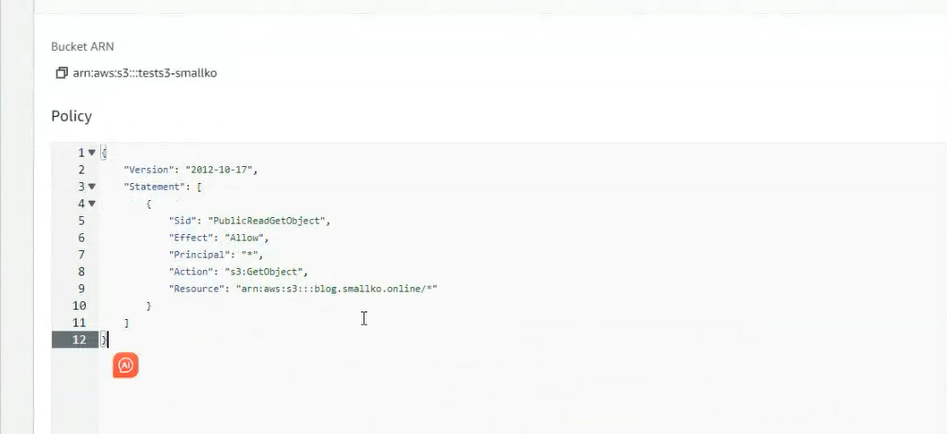 Bucket ARN
arn:aws:s3:::tests3-smallko
Policy
1 {
2 "Version": "2012-10-17",
3 "Statement": [
4 {
5 "Sid": "PublicReadGetObject",
6 "Effect": "Allow",
7 "Principal": "*",
8 "Action": "s3:GetObject",
9 "Resource": "arn:aws:s3:::blog.smallko.online/*"
10 }
11 ]
12 }
AI